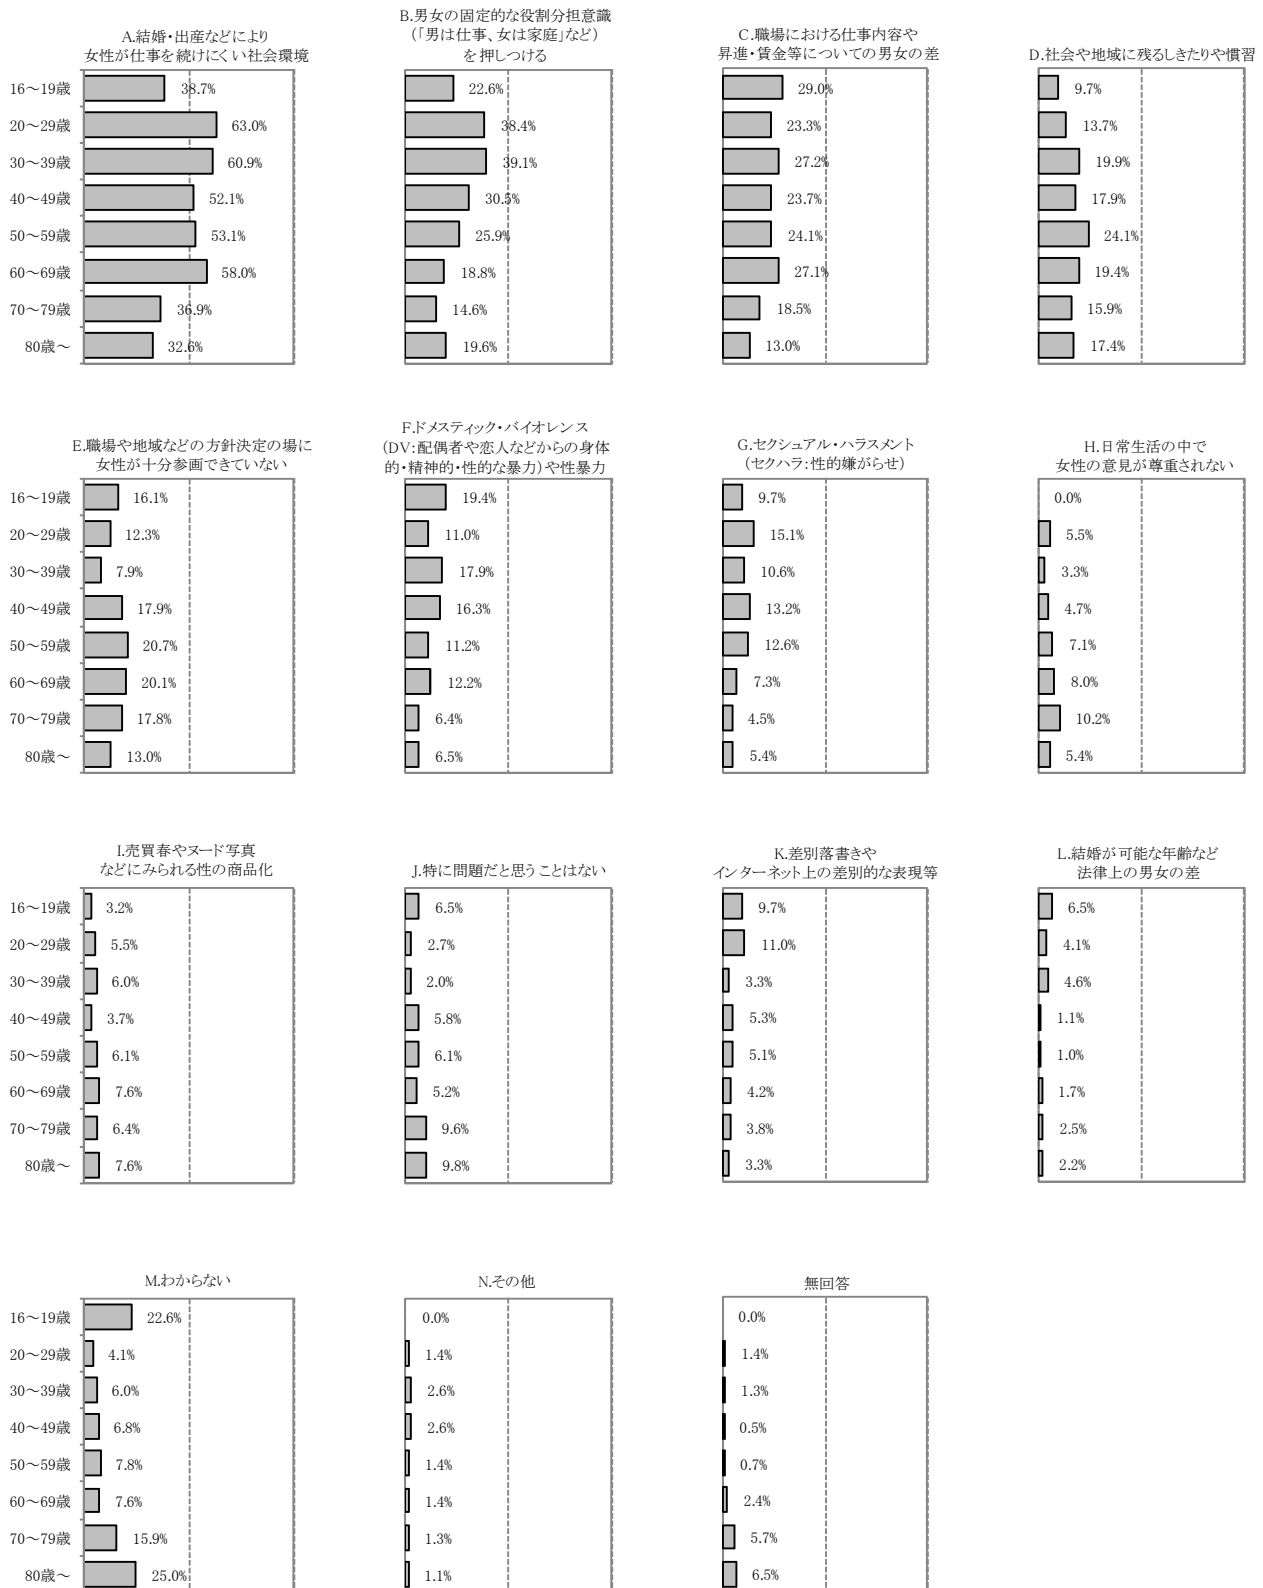 A.結婚・出産などにより
女性が仕事を続けにくい社会環境
16～19歳 38.7%
20～29歳 63.0%
30～39歳 60.9%
40～49歳 52.1%
50～59歳 53.1%
60～69歳 58.0%
70～79歳 36.9%
80歳～ 32.6%
B.男女の固定的な役割分担意識
(「男は仕事、女は家庭」など)
を押しつける
22.6%
38.4%
39.1%
30.5%
25.9%
18.8%
14.6%
19.6%
C.職場における仕事内容や
昇進・賃金等についての男女の差
29.0%
23.3%
27.2%
23.7%
24.1%
27.1%
18.5%
13.0%
D.社会や地域に残るしきたりや慣習
9.7%
13.7%
19.9%
17.9%
24.1%
19.4%
15.9%
17.4%
E.職場や地域などの方針決定の場に
女性が十分参画できていない
16～19歳 16.1%
20～29歳 12.3%
30～39歳 7.9%
40～49歳 17.9%
50～59歳 20.7%
60～69歳 20.1%
70～79歳 17.8%
80歳～ 13.0%
F.ドメスティック・バイオレンス
(DV:配偶者や恋人などからの身体
的・精神的・性的な暴力)や性暴力
19.4%
11.0%
17.9%
16.3%
11.2%
12.2%
6.4%
6.5%
G.セクシュアル・ハラスメント
(セクハラ:性的嫌がらせ)
9.7%
15.1%
10.6%
13.2%
12.6%
7.3%
4.5%
5.4%
H.日常生活の中で
女性の意見が尊重されない
0.0%
5.5%
3.3%
4.7%
7.1%
8.0%
10.2%
5.4%
I.売買春やヌード写真
などにみられる性の商品化
16～19歳 3.2%
20～29歳 5.5%
30～39歳 6.0%
40～49歳 3.7%
50～59歳 6.1%
60～69歳 7.6%
70～79歳 6.4%
80歳～ 7.6%
J.特に問題だと思うことはない
6.5%
2.7%
2.0%
5.8%
6.1%
5.2%
9.6%
9.8%
K.差別落書きや
インターネット上の差別的な表現等
9.7%
11.0%
3.3%
5.3%
5.1%
4.2%
3.8%
3.3%
L.結婚が可能な年齢など
法律上の男女の差
6.5%
4.1%
4.6%
1.1%
1.0%
1.7%
2.5%
2.2%
M.わからない
16～19歳 22.6%
20～29歳 4.1%
30～39歳 6.0%
40～49歳 6.8%
50～59歳 7.8%
60～69歳 7.6%
70～79歳 15.9%
80歳～ 25.0%
N.その他
0.0%
1.4%
2.6%
2.6%
1.4%
1.4%
1.3%
1.1%
無回答
0.0%
1.4%
1.3%
0.5%
0.7%
2.4%
5.7%
6.5%